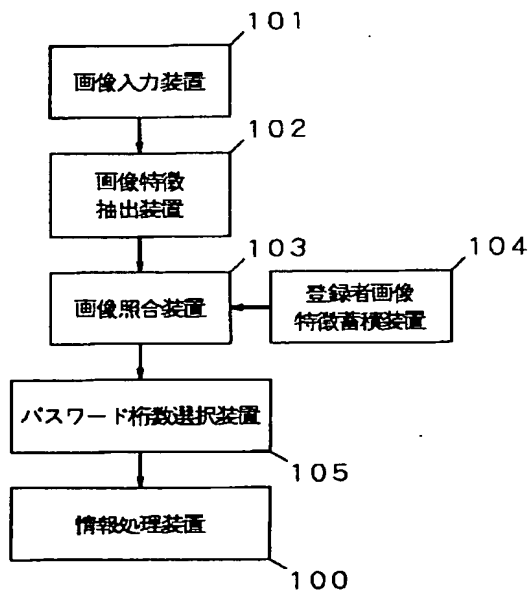 101
画像入力装置
102
画像特徴
抽出装置
103
画像照合装置
104
登録者画像
特徴蓄積装置
パスワード桁数選択装置
105
情報処理装置
100